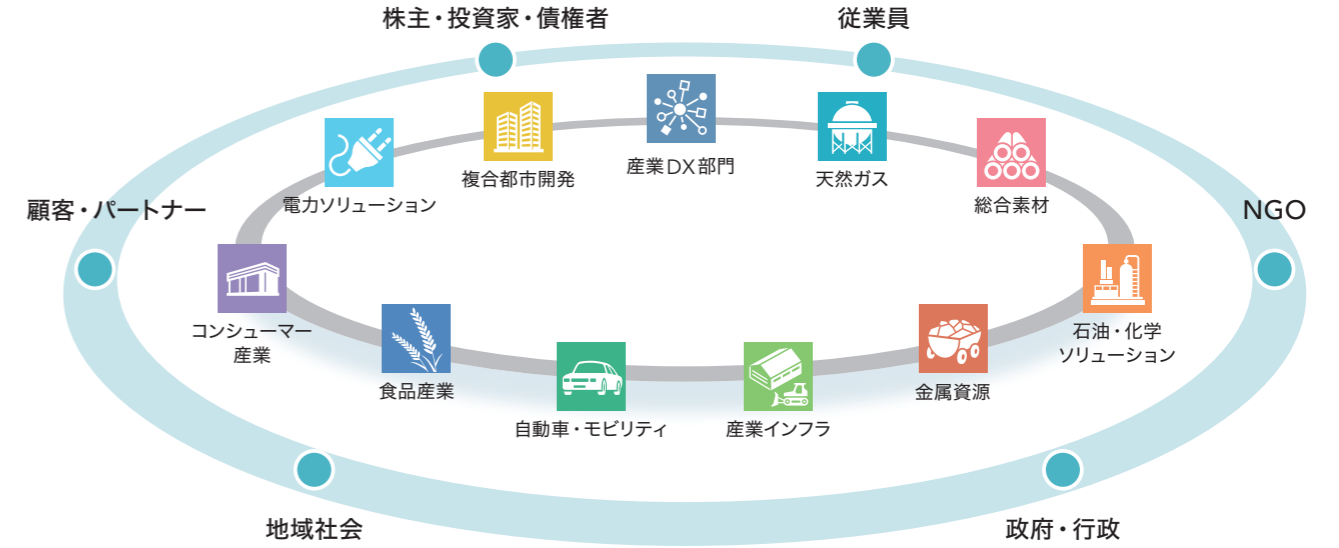 株主・投資家・債権者
従業員
産業DX部門
複合都市開発
天然ガス
電力ソリューション
総合素材
顧客・パートナー
NGO
コンシューマー
産業
石油・化学
ソリューション
食品産業
金属資源
自動車・モビリティ
産業インフラ
地域社会
政府・行政